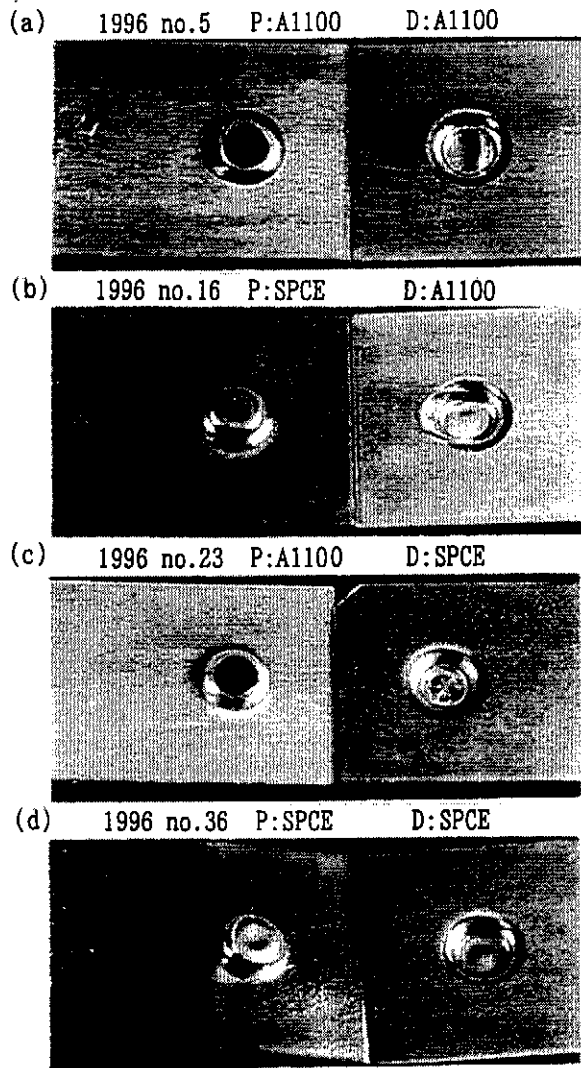 (a) 1996 no.5 P:A1100 D:A1100
(b) 1996 no.16 P:SPCE D:A1100
(c) 1996 no.23 P:A1100 D:SPCE
(d) 1996 no.36 P:SPCE D:SPCE